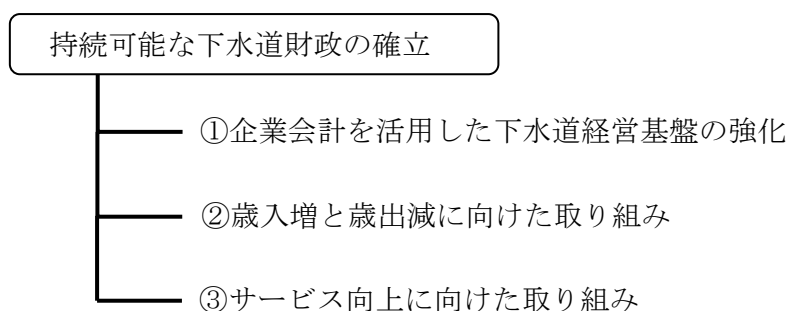 持続可能な下水道財政の確立
①企業会計を活用した下水道経営基盤の強化
②歳入増と歳出減に向けた取り組み
③サービス向上に向けた取り組み